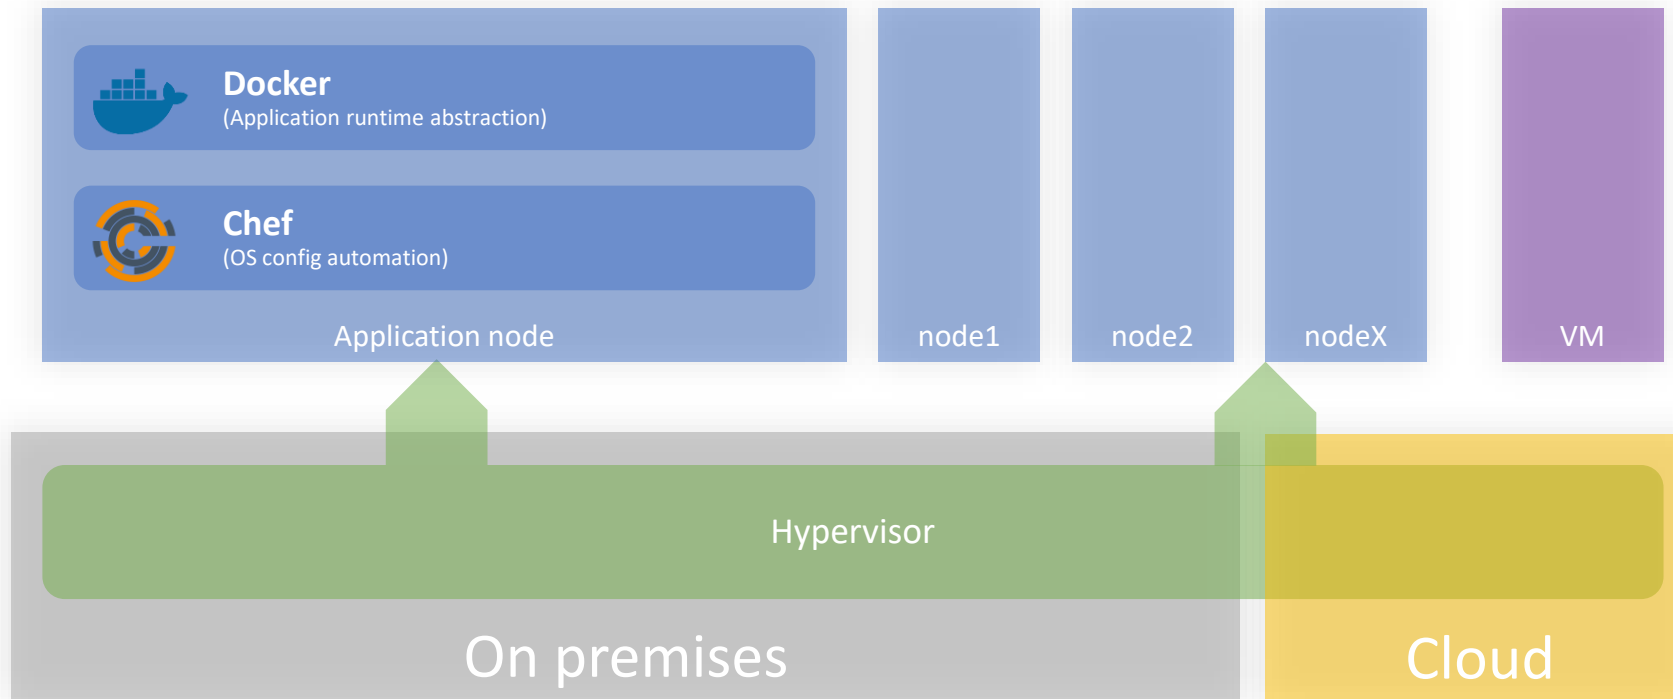 Docker
(Application runtime abstraction)
Chef
(OS config automation)
Application node
node1
node2
nodeX
VM
Hypervisor
On premises
Cloud